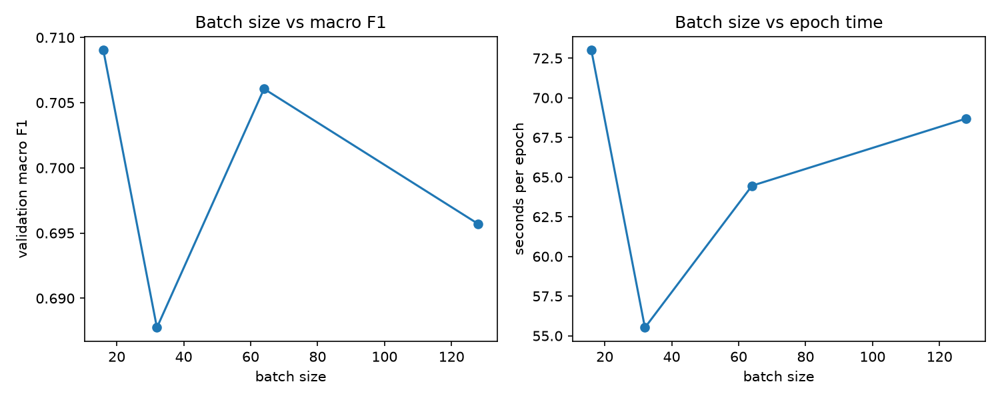 Batch size vs macro F1
validation macro F1
0.710
0.705
0.700
0.695
0.690
20 40 60 80 100 120
batch size
Batch size vs epoch time
seconds per epoch
72.5
70.0
67.5
65.0
62.5
60.0
57.5
55.0
20 40 60 80 100 120
batch size